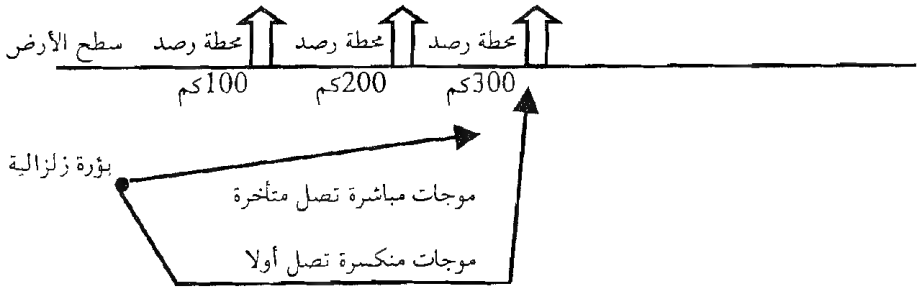 سطح الأرض محطة رصد محطة رصد محطة رصد
100كم 200كم 300كم
بؤرة زلزالية
موجات مباشرة تصل متأخرة
موجات منكسرة تصل أولا